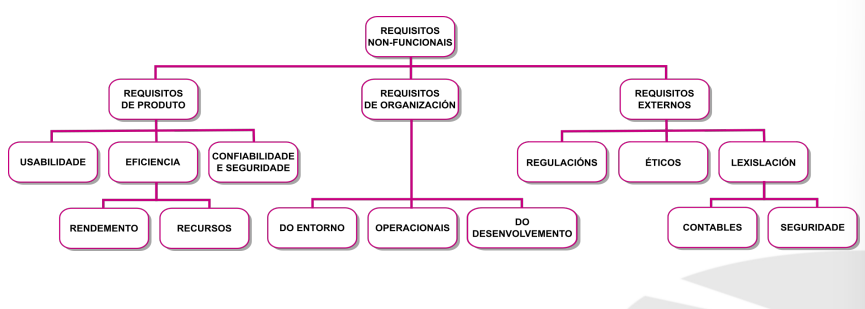 REQUISITOS
NON-FUNCIONAIS
REQUISITOS
DE PRODUTO
REQUISITOS
DE ORGANIZACIÓN
REQUISITOS
EXTERNOS
USABILIDADE
EFICIENCIA
CONFIABILIDADE
E SEGURIDADE
REGULACIÓNS
ÉTICOS
LEXISLACIÓN
RENDEMENTO
RECURSOS
DO ENTORNO
OPERACIONAIS
DO
DESENVOLVEMENTO
CONTABLES
SEGURIDADE